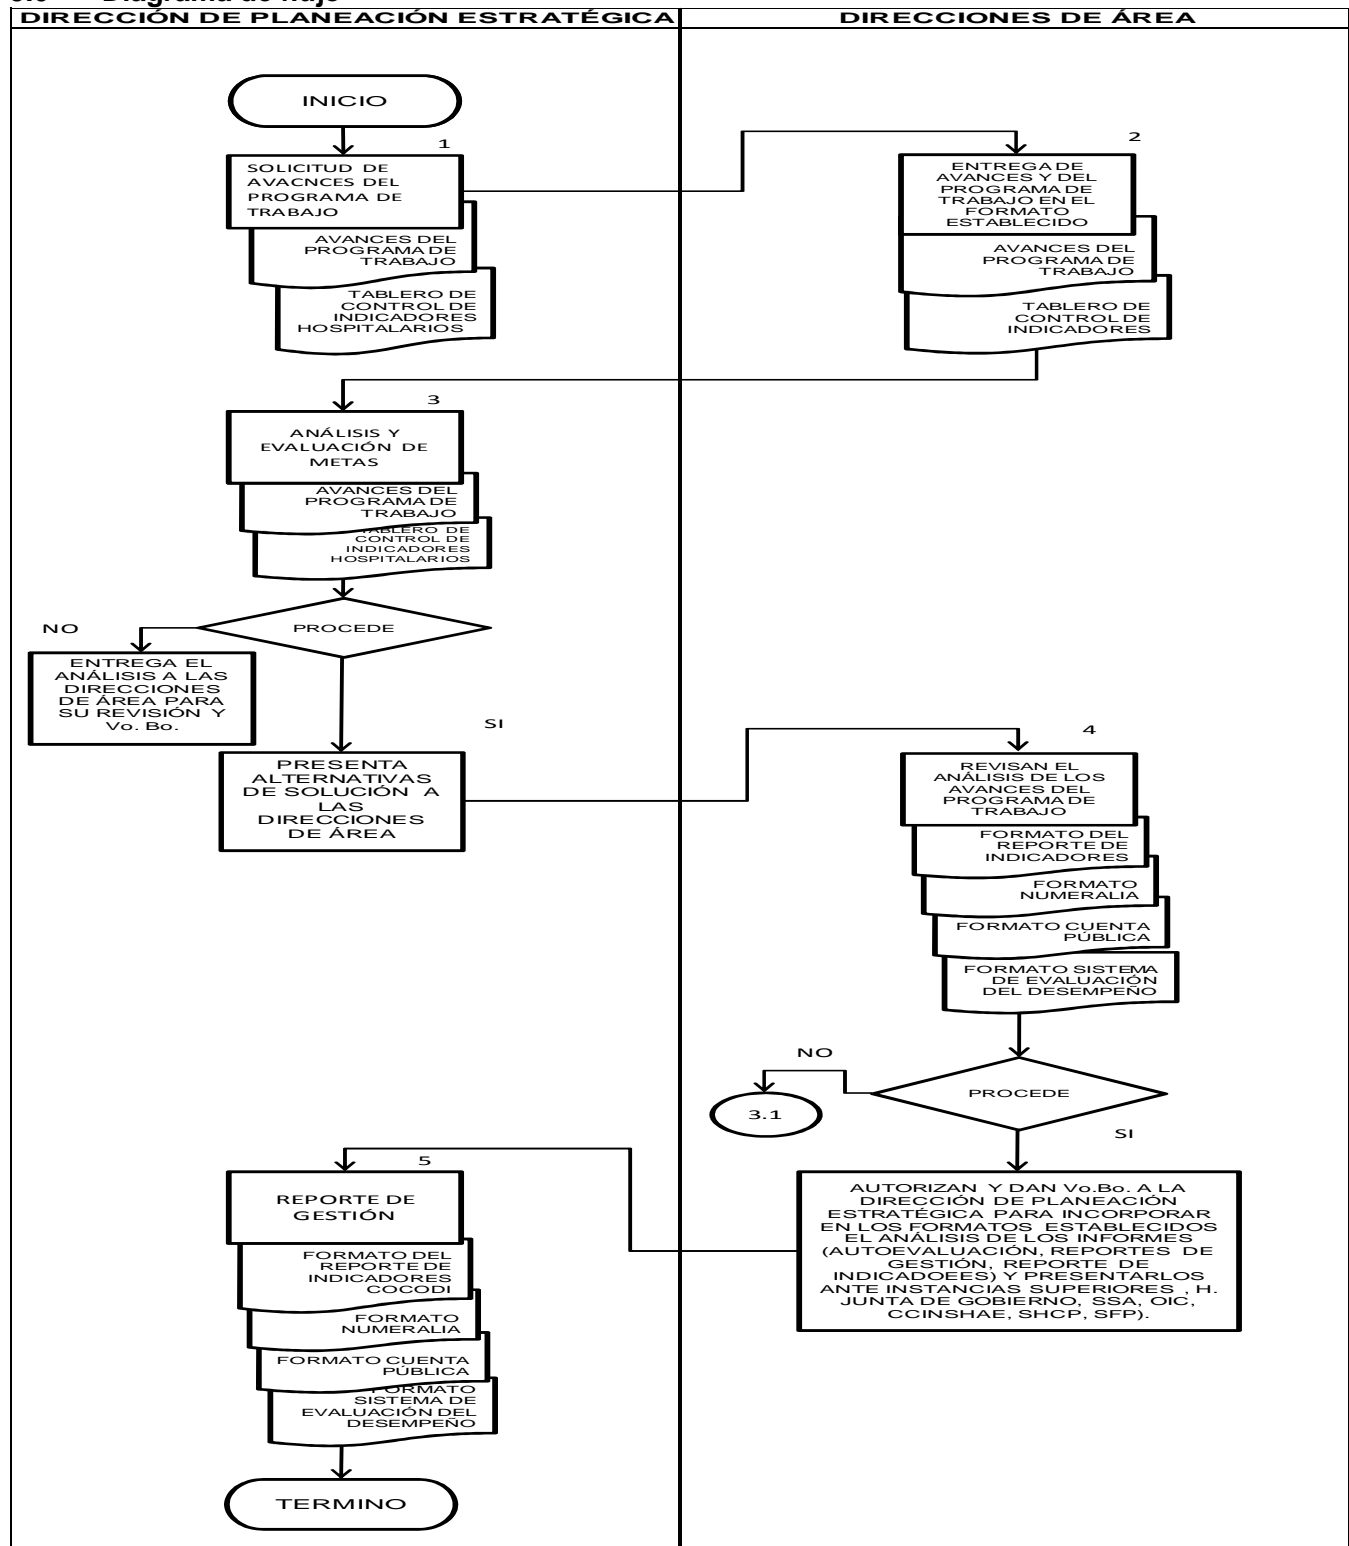 Diagrama de flujo
DIRECCIÓN DE PLANEACIÓN ESTRATÉGICA
DIRECCIONES DE ÁREA
INICIO
1
SOLICITUD DE
AVACNCES DEL
PROGRAMA DE
TRABAJO
AVANCES DEL
PROGRAMA DE
TRABAJO
TABLERO DE
CONTROL DE
INDICADORES
HOSPITALARIOS
2
ENTREGA DE
AVANCES Y DEL
PROGRAMA DE
TRABAJO EN EL
FORMATO
ESTABLECIDO
AVANCES DEL
PROGRAMA DE
TRABAJO
TABLERO DE
CONTROL DE
INDICADORES
3
ANÁLISIS Y
EVALUACIÓN DE
METAS
AVANCES DEL
PROGRAMA DE
TRABAJO
TABLERO DE
CONTROL DE
INDICADORES
HOSPITALARIOS
PROCEDE
NO
ENTREGA EL
ANÁLISIS A LAS
DIRECCIONES
DE ÁREA PARA
SU REVISIÓN Y
Vo. Bo.
SI
PRESENTA
ALTERNATIVAS
DE SOLUCIÓN A
LAS
DIRECCIONES
DE ÁREA
4
REVISAN EL
ANÁLISIS DE LOS
AVANCES DEL
PROGRAMA DE
TRABAJO
FORMATO DEL
REPORTE DE
INDICADORES
FORMATO
NUMERALIA
FORMATO CUENTA
PÚBLICA
FORMATO SISTEMA
DE EVALUACIÓN
DEL DESEMPEÑO
PROCEDE
NO
3.1
SI
AUTORIZAN Y DAN Vo.Bo. A LA
DIRECCIÓN DE PLANEACIÓN
ESTRATÉGICA PARA INCORPORAR
EN LOS FORMATOS ESTABLECIDOS
EL ANÁLISIS DE LOS INFORMES
(AUTOEVALUACIÓN, REPORTES DE
GESTIÓN, REPORTE DE
INDICADOEES) Y PRESENTARLOS
ANTE INSTANCIAS SUPERIORES , H.
JUNTA DE GOBIERNO, SSA, OIC,
CCINSHAE, SHCP, SFP).
5
REPORTE DE
GESTIÓN
FORMATO DEL
REPORTE DE
INDICADORES
COCODI
FORMATO
NUMERALIA
FORMATO CUENTA
PÚBLICA
FORMATO
SISTEMA DE
EVALUACIÓN DEL
DESEMPEÑO
TERMINO